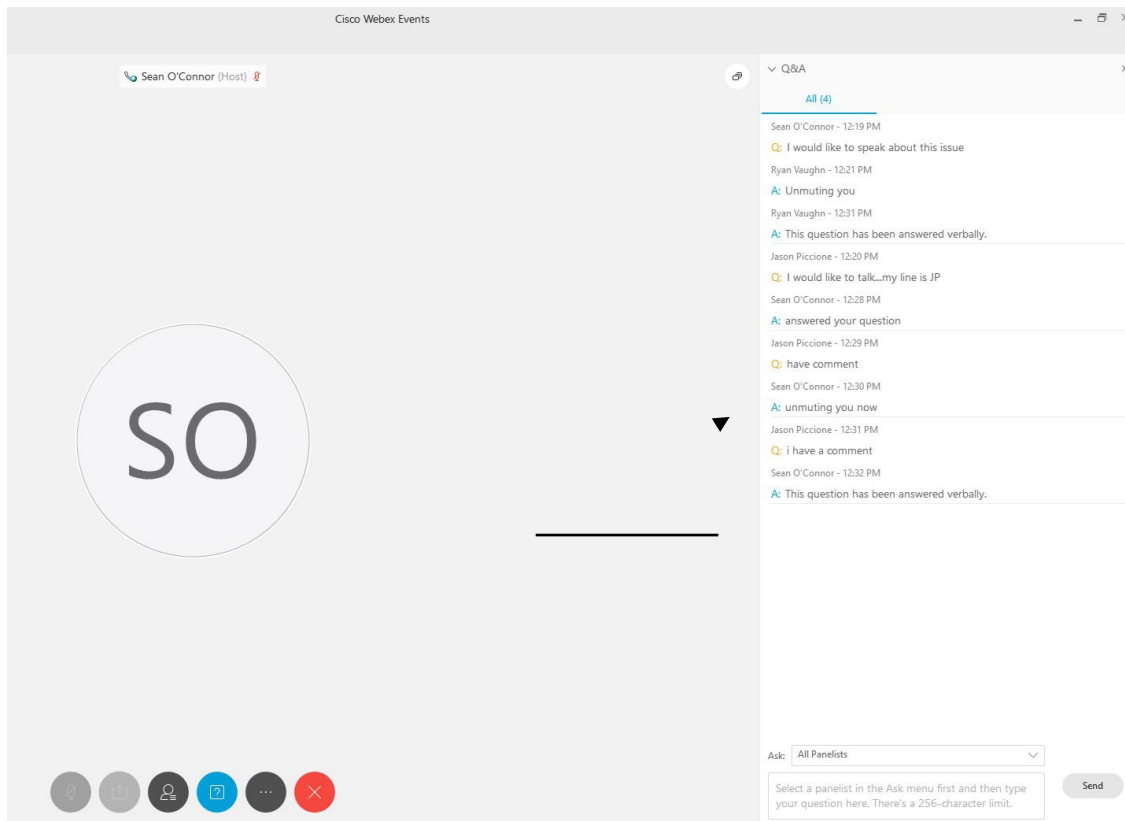 Cisco Webex Events
Sean O'Connor (Host)
SO
Q&A
All (4)
Sean O'Connor - 12:19 PM
Q: I would like to speak about this issue
Ryan Vaughn - 12:21 PM
A: Unmuting you
Ryan Vaughn - 12:31 PM
A: This question has been answered verbally.
Jason Piccione - 12:20 PM
Q: I would like to talk...my line is JP
Sean O'Connor - 12:28 PM
A: answered your question
Jason Piccione - 12:29 PM
Q: have comment
Sean O'Connor - 12:30 PM
A: unmuting you now
Jason Piccione - 12:31 PM
Q: i have a comment
Sean O'Connor - 12:32 PM
A: This question has been answered verbally.
Ask: All Panelists
Select a panelist in the Ask menu first and then type
your question here. There's a 256-character limit.
Send